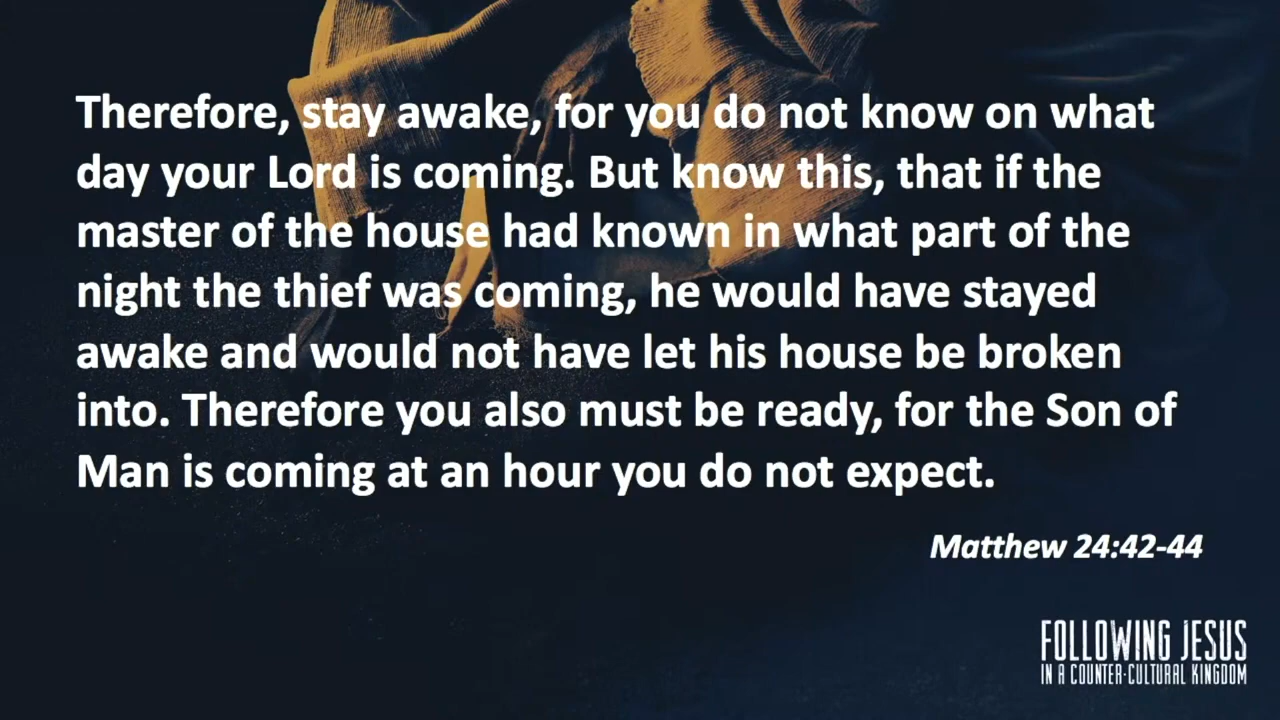 Therefore, stay awake, for you do not know on what
day your Lord is coming. But know this, that if the
master of the house had known in what part of the
night the thief was coming, he would have stayed
awake and would not have let his house be broken
into. Therefore you also must be ready, for the Son of
Man is coming at an hour you do not expect.
Matthew 24:42-44
FOLLOWING JESUS
IN A COUNTER-CULTURAL KINGDOM